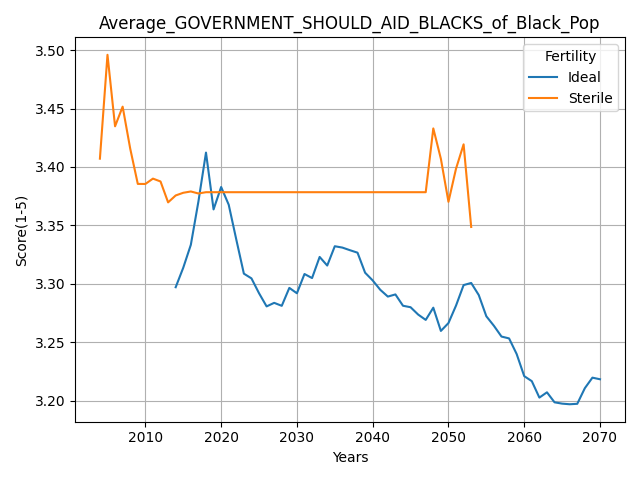 Average_GOVERNMENT_SHOULD_AID_BLACKS_of_Black_Pop
Fertility
Ideal
Sterile
3.50
3.45
3.40
3.35
3.30
3.25
3.20
Score(1-5)
2010 2020 2030 2040 2050 2060 2070
Years